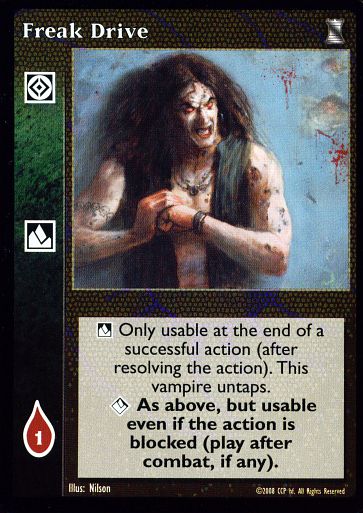 Freak Drive
Only usable at the end of a
successful action (after
resolving the action). This
vampire untaps.
As above, but usable
even if the action is
blocked (play after
combat, if any).
1
Illus: Nilson
©2008 CCP hf. All Rights Reserved